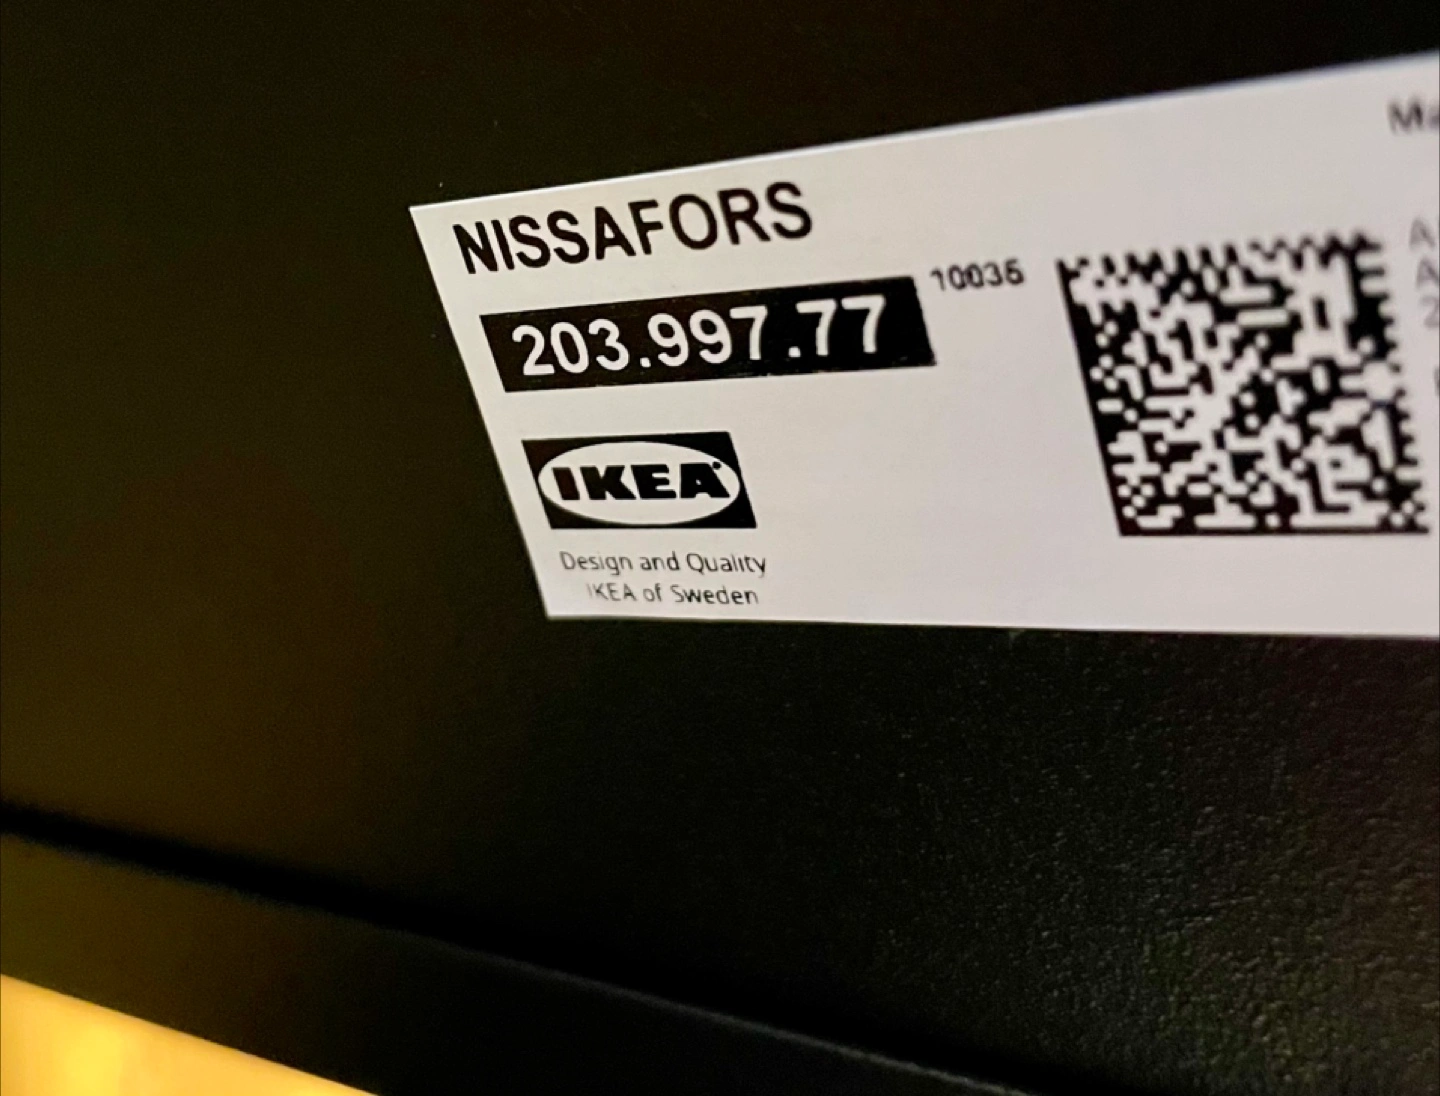 NISSAFORS
203.997.77
10036
IKEA
Design and Quality
IKEA of Sweden